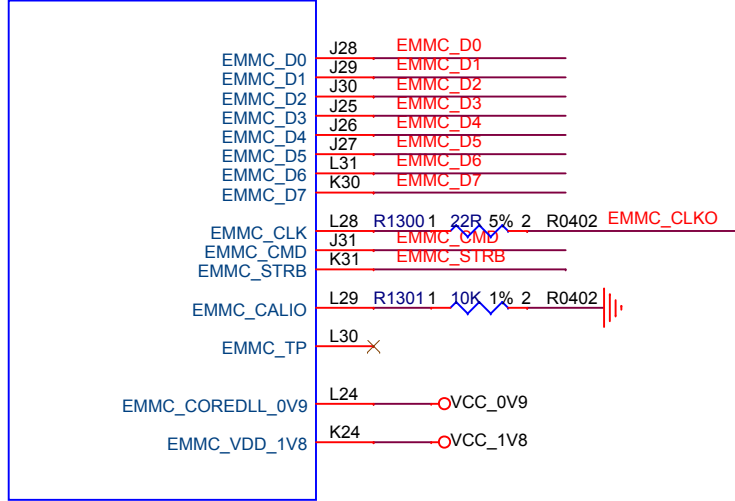 EMMC_D0 J28 EMMC_D0
EMMC_D1 J29 EMMC_D1
EMMC_D2 J30 EMMC_D2
EMMC_D3 J25 EMMC_D3
EMMC_D4 J26 EMMC_D4
EMMC_D5 J27 EMMC_D5
EMMC_D6 L31 EMMC_D6
EMMC_D7 K30 EMMC_D7
EMMC_CLK L28 R1300 1 22R 5% 2 R0402 EMMC_CLKO
EMMC_CMD J31 EMMC_CMD
EMMC_STRB K31 EMMC_STRB
EMMC_CALIO L29 R1301 1 10K 1% 2 R0402
EMMC_TP L30
EMMC_COREDLL_0V9 L24 VCC_0V9
EMMC_VDD_1V8 K24 VCC_1V8